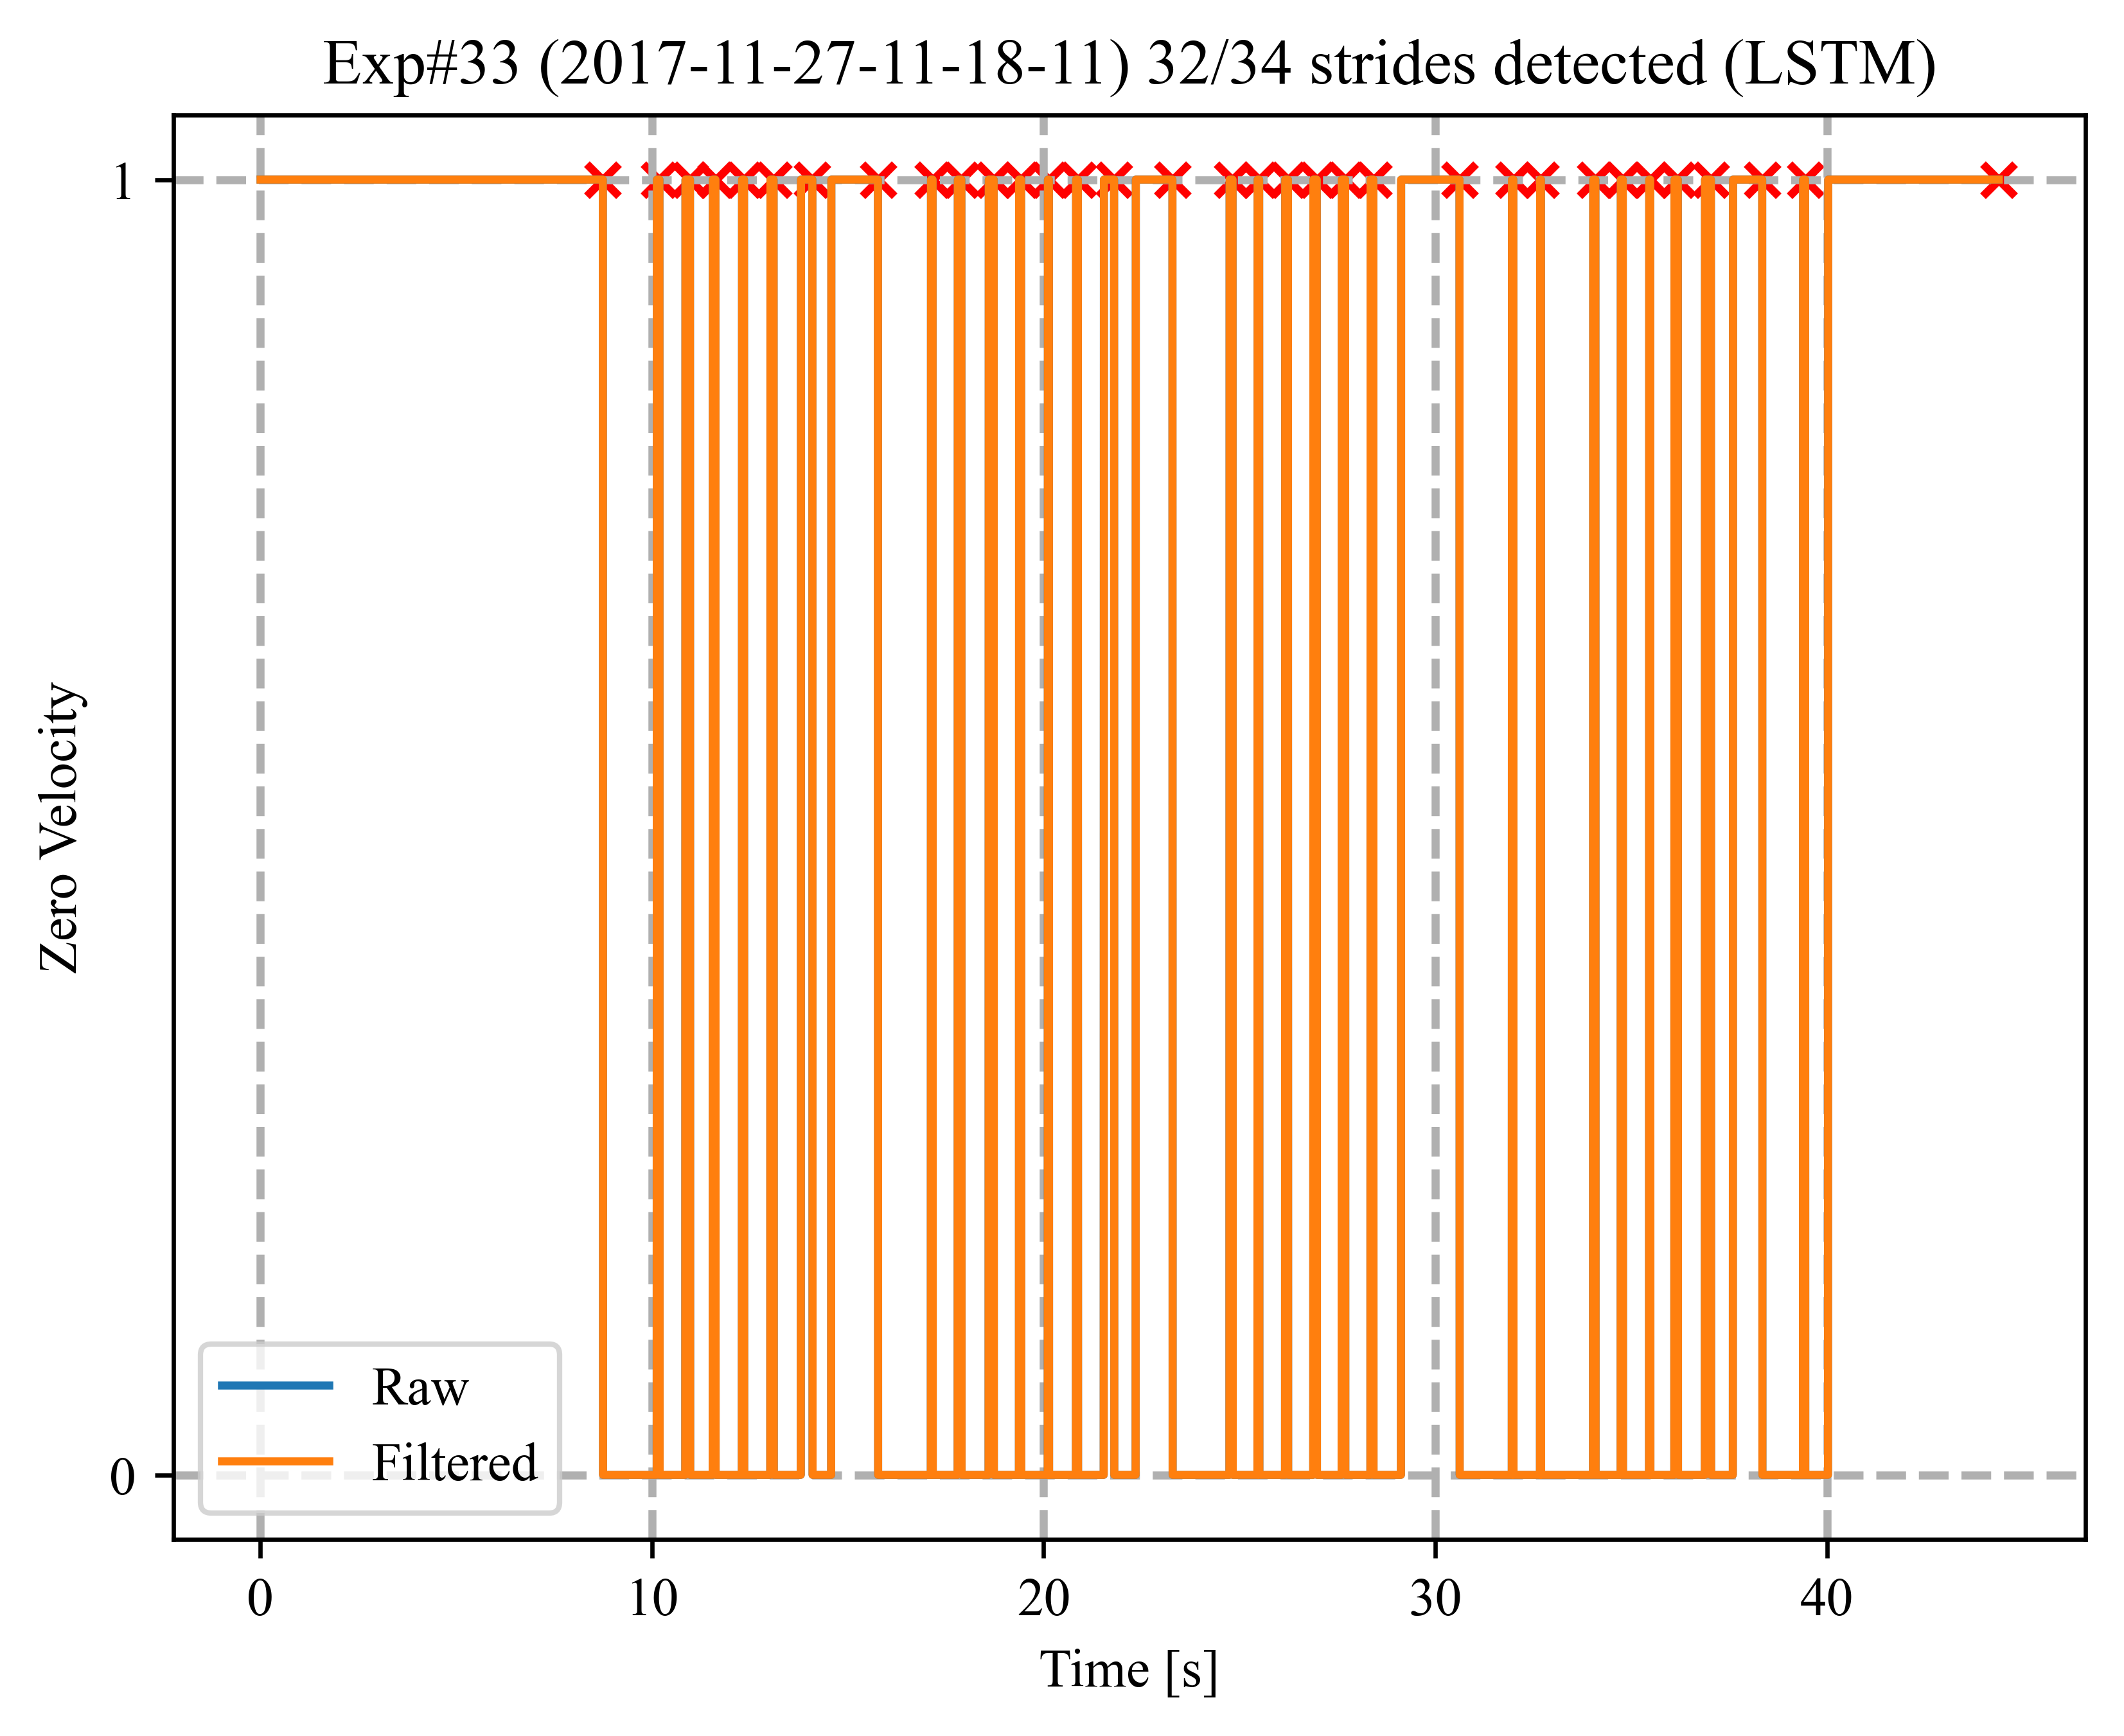 Exp#33 (2017-11-27-11-18-11) 32/34 strides detected (LSTM)
1
Zero Velocity
0
Raw
Filtered
0 10 20 30 40
Time [s]